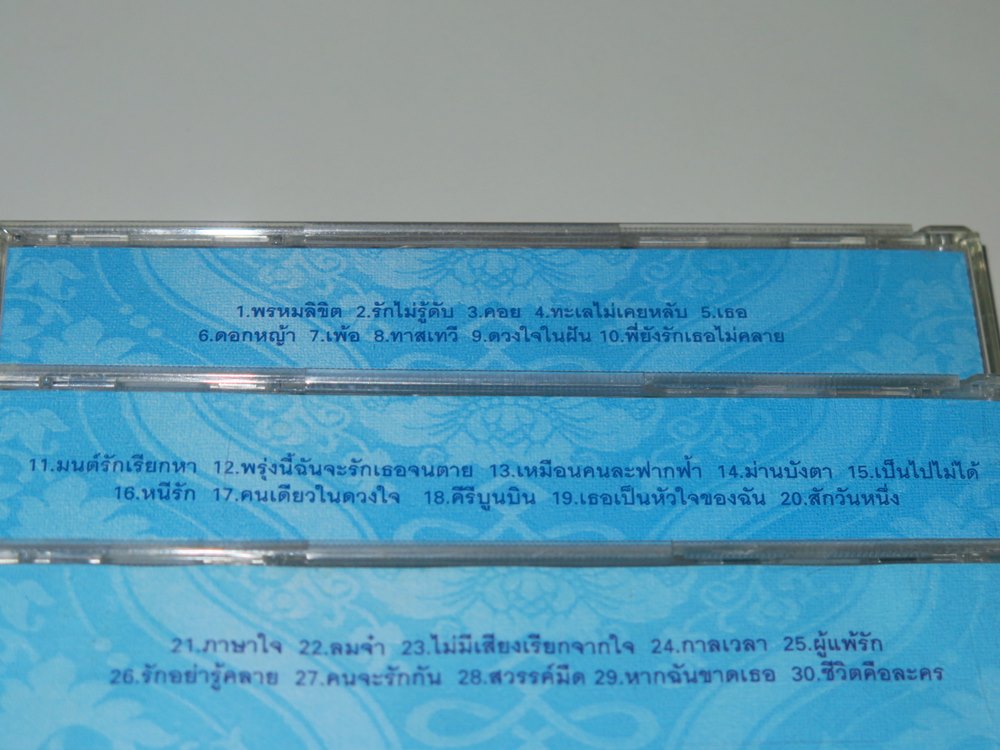 1.พรหมลิขิต 2.รักไม่รู้ดับ 3.คอย 4.ทะเลไม่เคยหลับ 5.เธอ
6.ดอกหญ้า 7.เพ้อ 8.ทาสเทวี 9.ดวงใจในฝัน 10.พี่ยังรักเธอไม่คลาย
11.มนต์รักเรียกหา 12.พรุ่งนี้ฉันจะรักเธอจนตาย 13.เหมือนคนละฟากฟ้า 14.ม่านบังตา 15.เป็นไปไม่ได้
16.หนีรัก 17.คนเดียวในดวงใจ 18.คีรีบูนบิน 19.เธอเป็นหัวใจของฉัน 20.สักวันหนึ่ง
21.ภาษาใจ 22.ลมจ๋า 23.ไม่มีเสียงเรียกจากใจ 24.กาลเวลา 25.ผู้แพ้รัก
26.รักอย่ารู้คลาย 27.คนจะรักกัน 28.สวรรค์มืด 29.หากฉันขาดเธอ 30.ชีวิตคือละคร